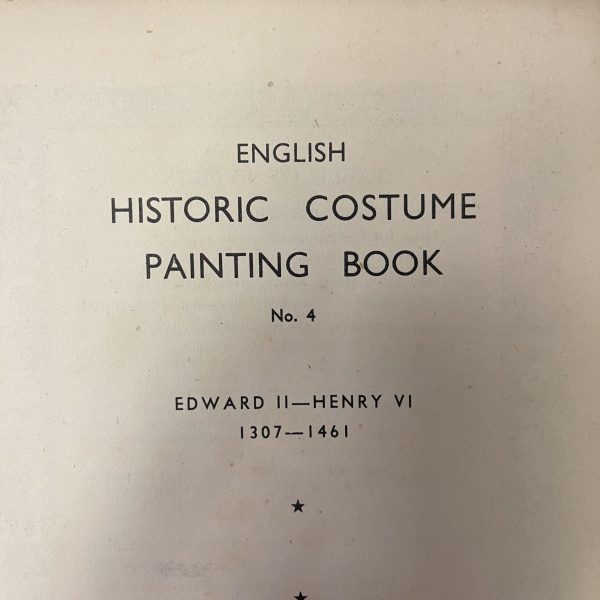 ENGLISH
HISTORIC COSTUME
PAINTING BOOK
No. 4
EDWARD II—HENRY VI
1307—1461